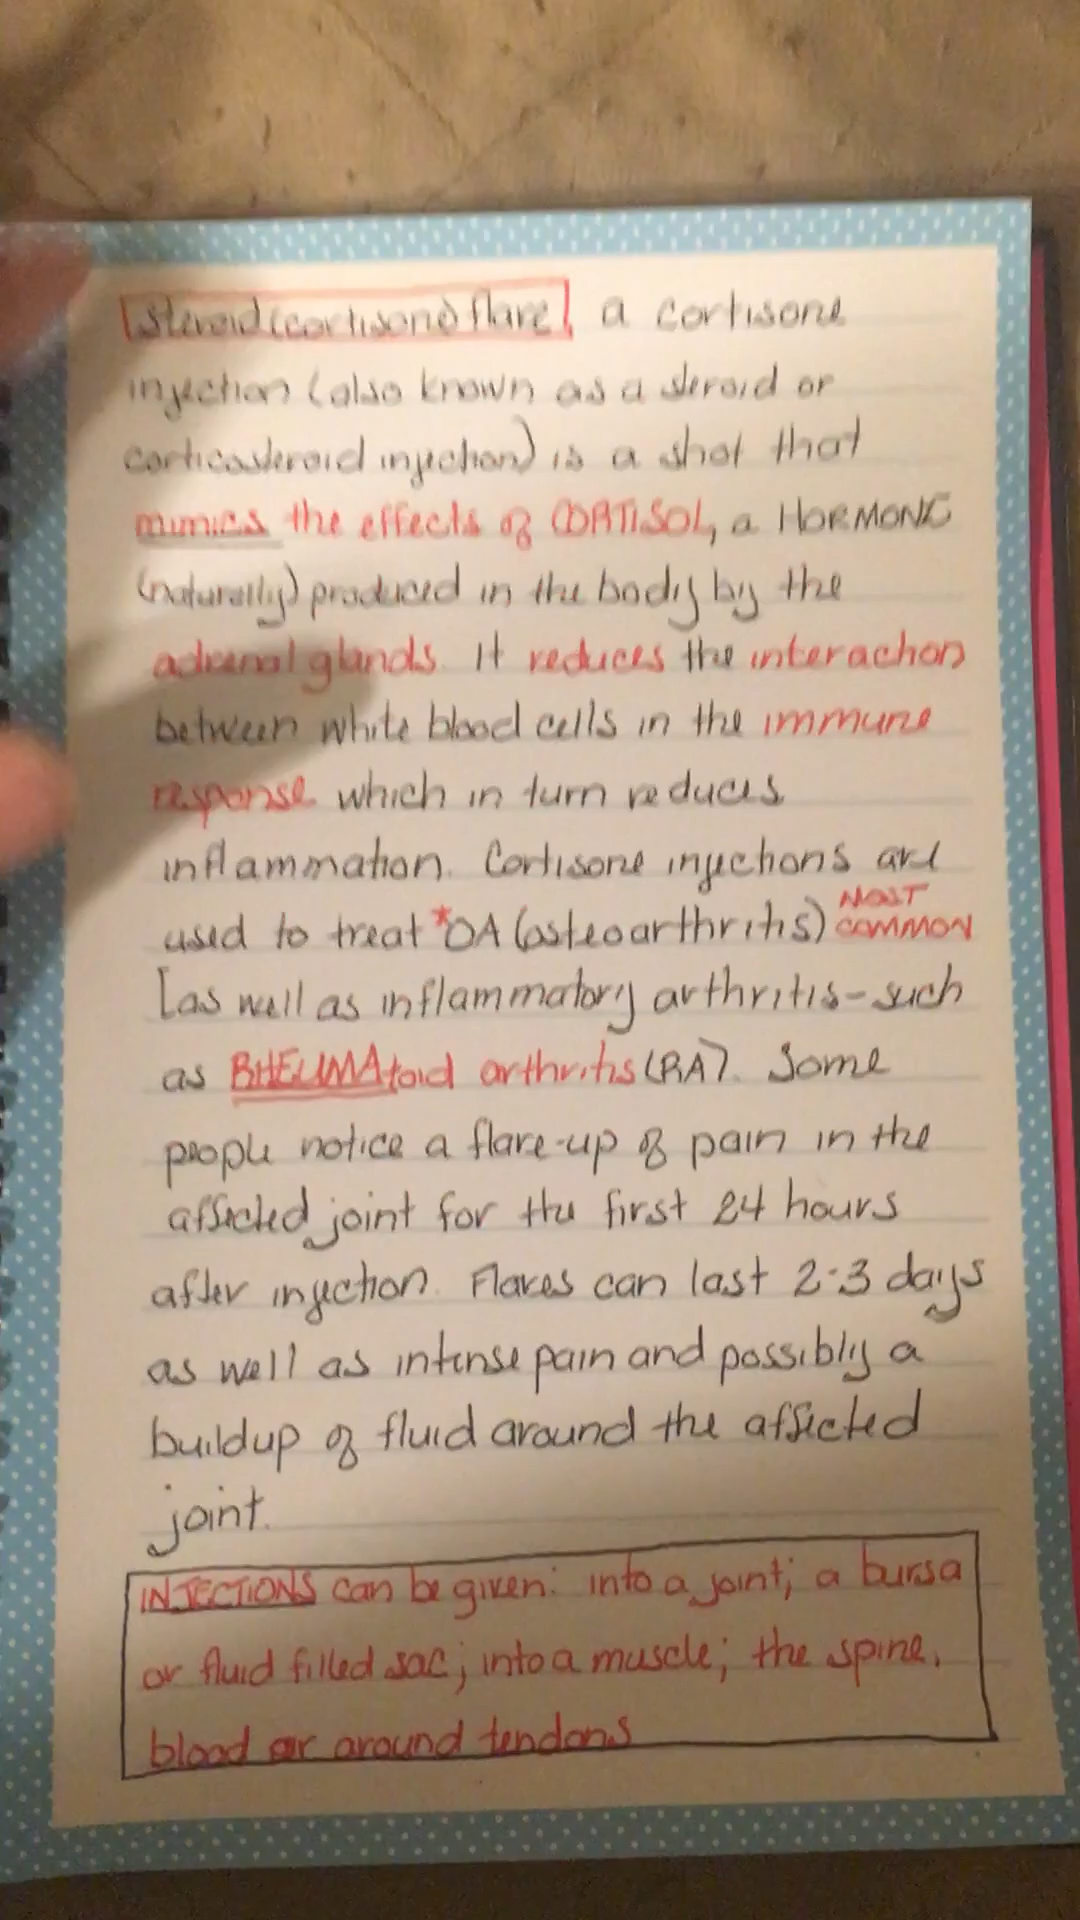 steroid (cortisone) flare, a cortisone
injection (also known as a steroid or
corticosteroid injection) is a shot that
mimics the effects of CORTISOL, a HORMONE
(naturally) produced in the body by the
adrenal glands. It reduces the interaction
between white blood cells in the immune
response which in turn reduces
inflammation. Cortisone injections are
used to treat *OA (osteoarthritis) MOST COMMON
[as well as inflammatory arthritis-such
as RHEUMAtoid arthritis (RA]. Some
people notice a flare-up of pain in the
affected joint for the first 24 hours
after injection. Flares can last 2-3 days
as well as intense pain and possibly a
buildup of fluid around the affected
joint.
INJECTIONS can be given: into a joint; a bursa
or fluid filled sac; into a muscle; the spine,
blood or around tendons